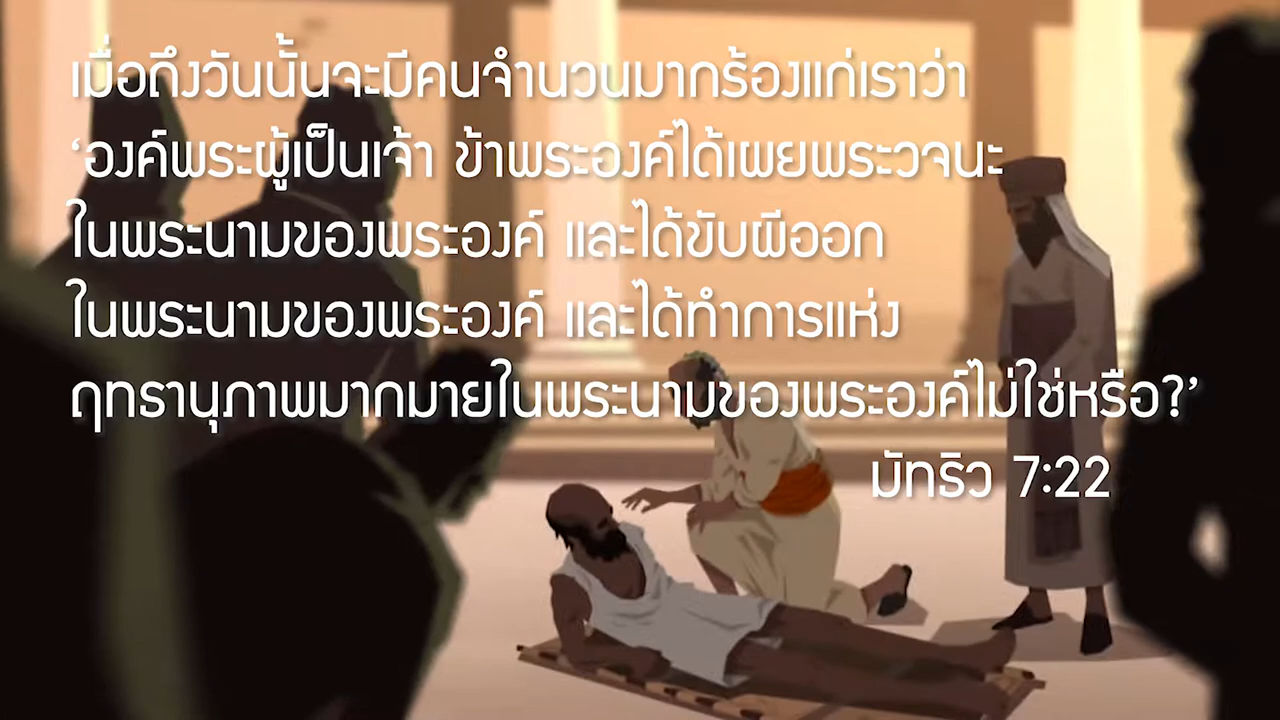 เมื่อถึงวันนั้นจะมีคนจำนวนมากร้องแก่เราว่า
‘องค์พระผู้เป็นเจ้า ข้าพระองค์ได้เผยพระวจนะ
ในพระนามของพระองค์ และได้ขับผีออก
ในพระนามของพระองค์ และได้ทำการแห่ง
ฤทธานุภาพมากมายในพระนามของพระองค์ไม่ใช่หรือ?’
มัทธิว 7:22